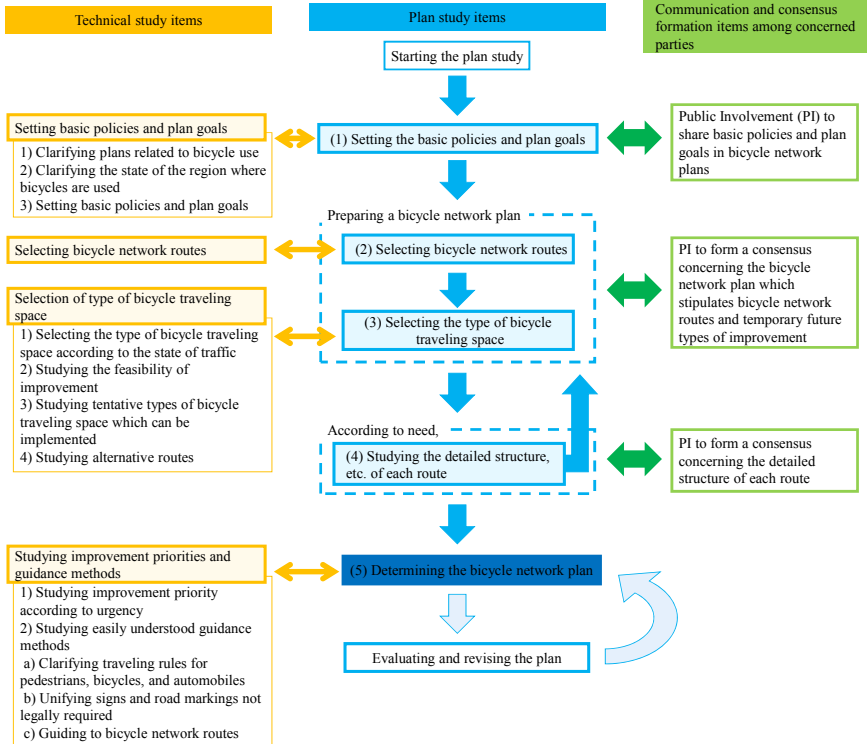 Technical study items
Plan study items
Communication and consensus
formation items among concerned
parties
Starting the plan study
Setting basic policies and plan goals
1) Clarifying plans related to bicycle use
2) Clarifying the state of the region where
bicycles are used
3) Setting basic policies and plan goals
(1) Setting the basic policies and plan goals
Public Involvement (PI) to
share basic policies and plan
goals in bicycle network
plans
Preparing a bicycle network plan
Selecting bicycle network routes
(2) Selecting bicycle network routes
PI to form a consensus
concerning the bicycle
network plan which
stipulates bicycle network
routes and temporary future
types of improvement
Selection of type of bicycle traveling
space
1) Selecting the type of bicycle traveling
space according to the state of traffic
2) Studying the feasibility of
improvement
3) Studying tentative types of bicycle
traveling space which can be
implemented
4) Studying alternative routes
(3) Selecting the type of bicycle
traveling space
According to need,
(4) Studying the detailed structure,
etc. of each route
PI to form a consensus
concerning the detailed
structure of each route
Studying improvement priorities and
guidance methods
1) Studying improvement priority
according to urgency
2) Studying easily understood guidance
methods
a) Clarifying traveling rules for
pedestrians, bicycles, and automobiles
b) Unifying signs and road markings not
legally required
c) Guiding to bicycle network routes
(5) Determining the bicycle network plan
Evaluating and revising the plan